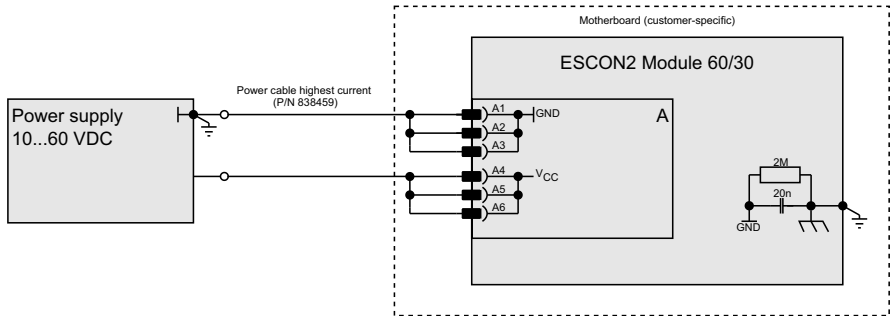 Motherboard (customer-specific)
ESCON2 Module 60/30
Power cable highest current
(P/N 838459)
Power supply
10...60 VDC
A1
GND
A
A2
A3
A4
VCC
A5
A6
2M
20n
GND